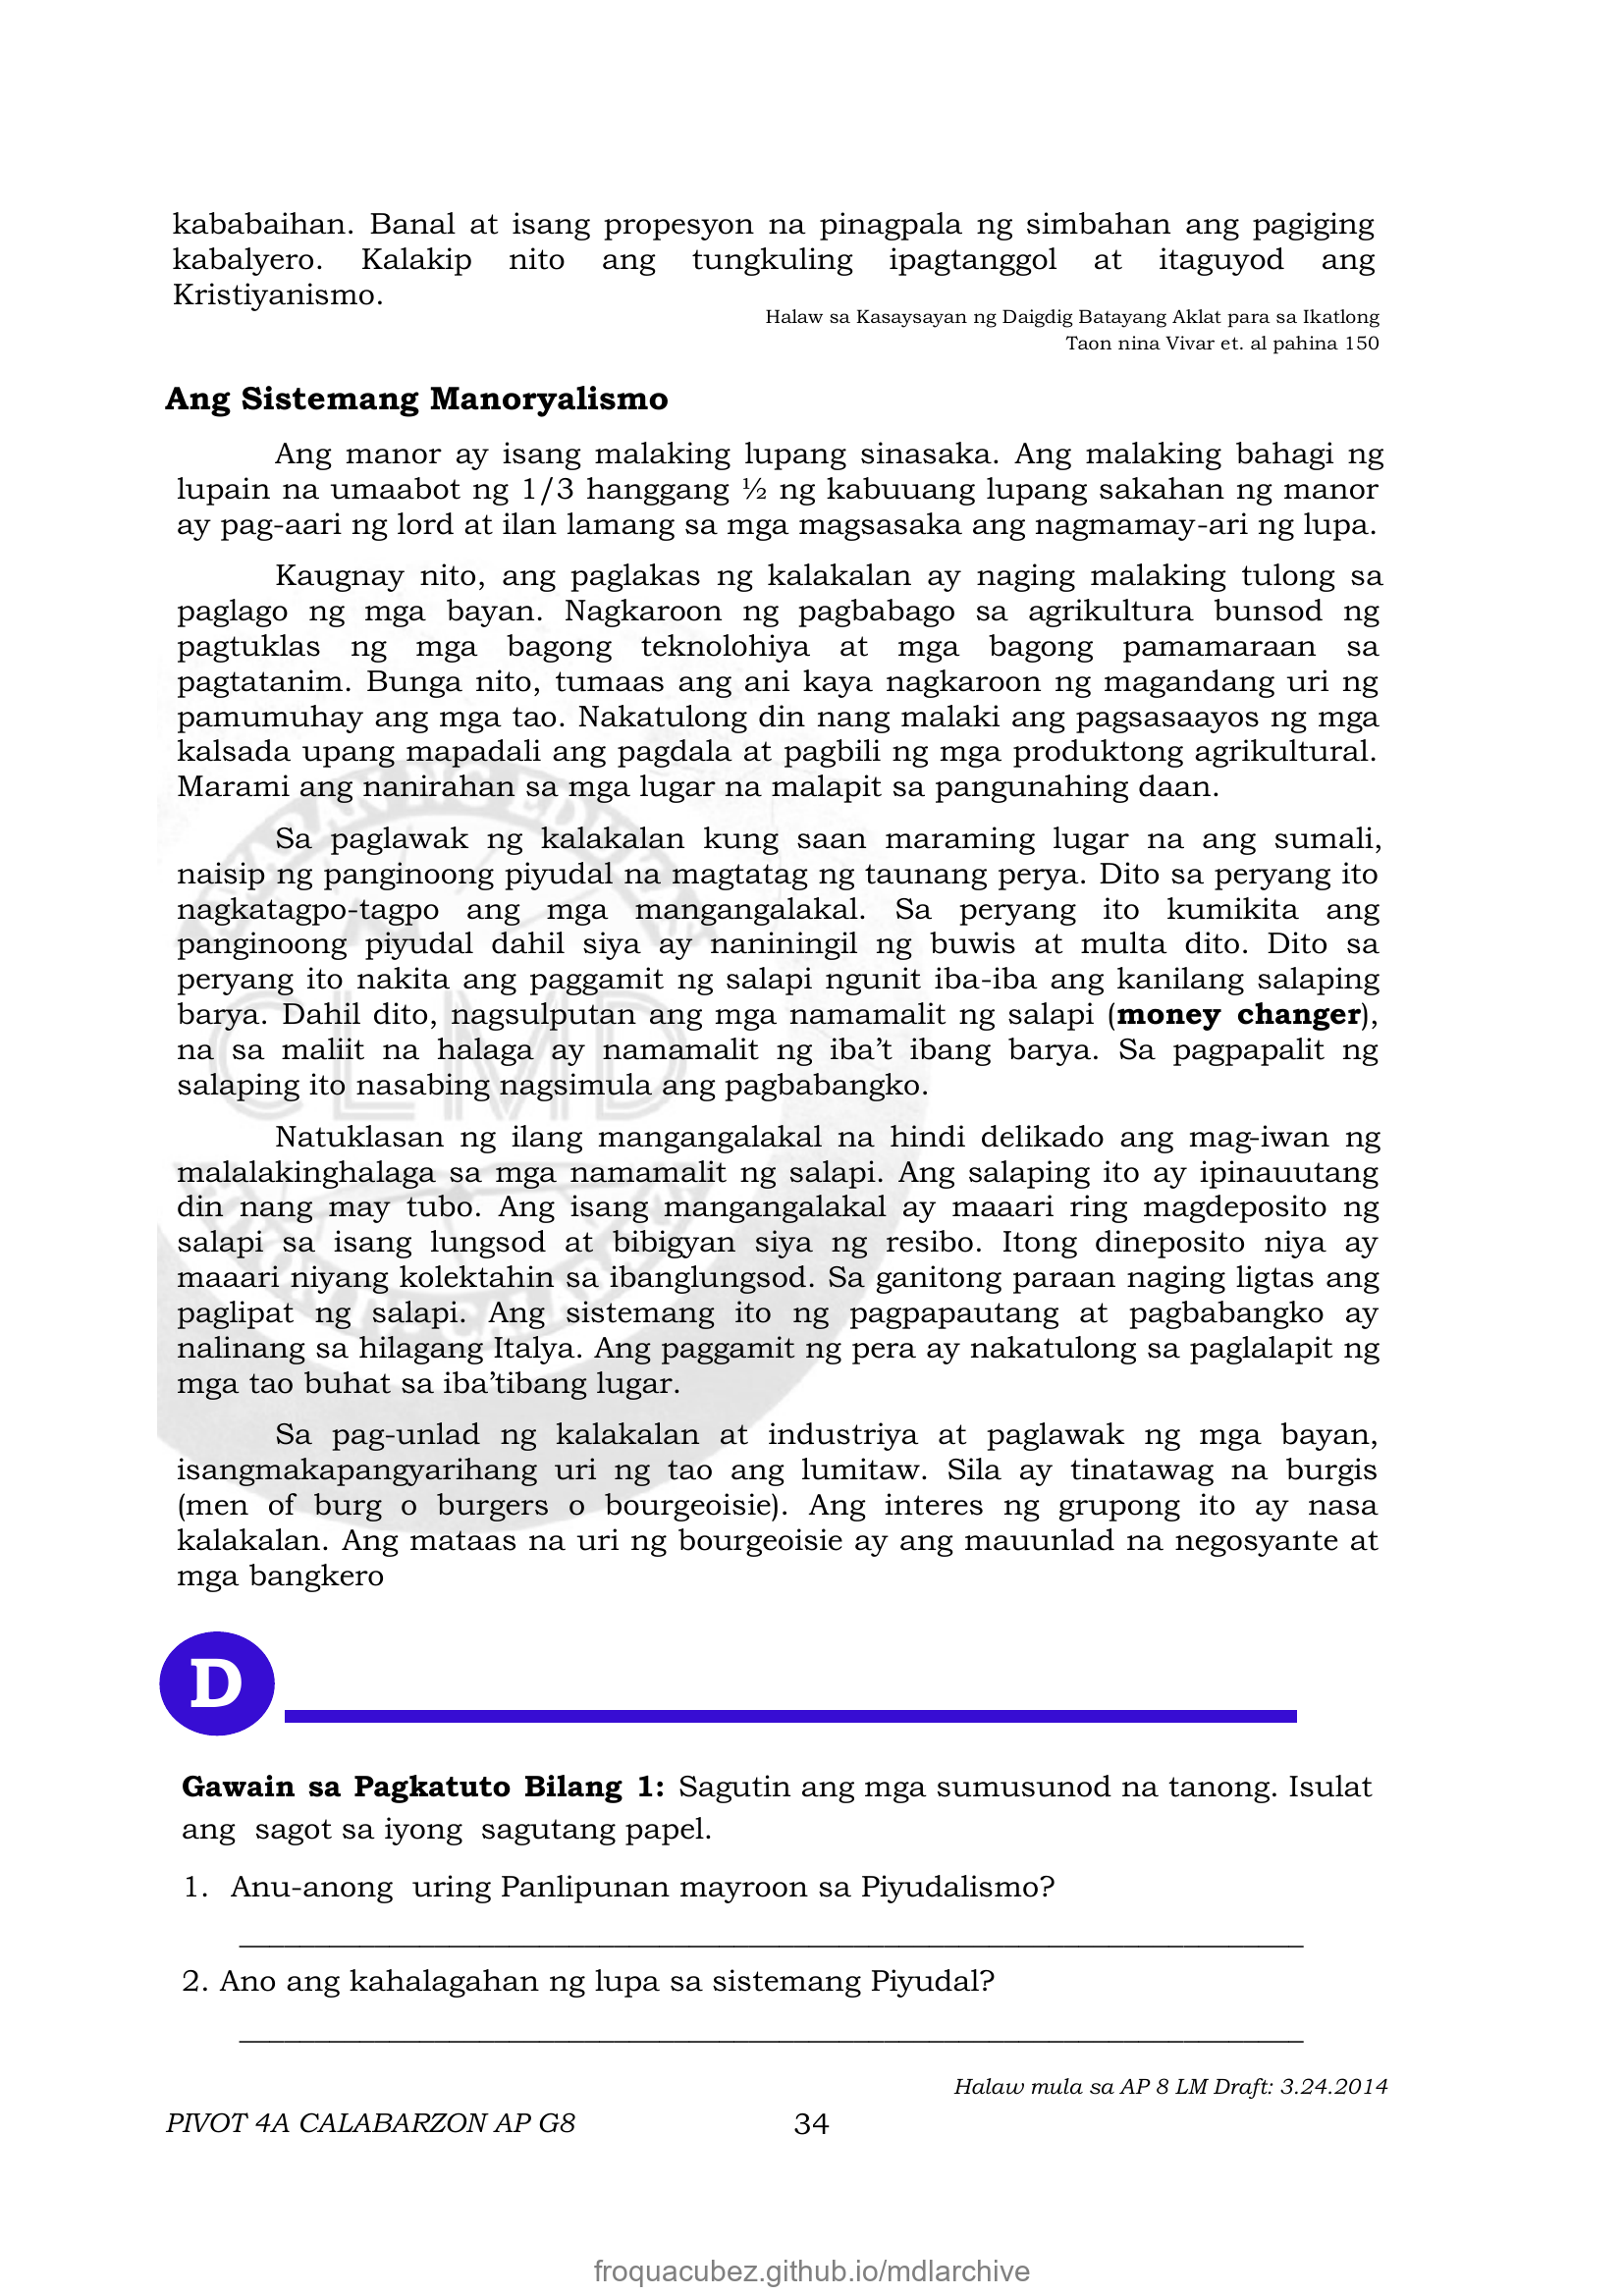 kababaihan. Banal at isang propesyon na pinagpala ng simbahan ang pagiging
kabalyero. Kalakip nito ang tungkuling ipagtanggol at itaguyod ang
Kristiyanismo.
Halaw sa Kasaysayan ng Daigdig Batayang Aklat para sa Ikatlong
Taon nina Vivar et. al pahina 150
Ang Sistemang Manoryalismo
Ang manor ay isang malaking lupang sinasaka. Ang malaking bahagi ng
lupain na umaabot ng 1/3 hanggang ½ ng kabuuang lupang sakahan ng manor
ay pag-aari ng lord at ilan lamang sa mga magsasaka ang nagmamay-ari ng lupa.
Kaugnay nito, ang paglakas ng kalakalan ay naging malaking tulong sa
paglago ng mga bayan. Nagkaroon ng pagbabago sa agrikultura bunsod ng
pagtuklas ng mga bagong teknolohiya at mga bagong pamamaraan sa
pagtatanim. Bunga nito, tumaas ang ani kaya nagkaroon ng magandang uri ng
pamumuhay ang mga tao. Nakatulong din nang malaki ang pagsasaayos ng mga
kalsada upang mapadali ang pagdala at pagbili ng mga produktong agrikultural.
Marami ang nanirahan sa mga lugar na malapit sa pangunahing daan.
Sa paglawak ng kalakalan kung saan maraming lugar na ang sumali,
naisip ng panginoong piyudal na magtatag ng taunang perya. Dito sa peryang ito
nagkatagpo-tagpo ang mga mangangalakal. Sa peryang ito kumikita ang
panginoong piyudal dahil siya ay naniningil ng buwis at multa dito. Dito sa
peryang ito nakita ang paggamit ng salapi ngunit iba-iba ang kanilang salaping
barya. Dahil dito, nagsulputan ang mga namamalit ng salapi (money changer),
na sa maliit na halaga ay namamalit ng iba’t ibang barya. Sa pagpapalit ng
salaping ito nasabing nagsimula ang pagbabangko.
CLMD
Natuklasan ng ilang mangangalakal na hindi delikado ang mag-iwan ng
malalakinghalaga sa mga namamalit ng salapi. Ang salaping ito ay ipinauutang
din nang may tubo. Ang isang mangangalakal ay maaari ring magdeposito ng
salapi sa isang lungsod at bibigyan siya ng resibo. Itong dineposito niya ay
maaari niyang kolektahin sa ibanglungsod. Sa ganitong paraan naging ligtas ang
paglipat ng salapi. Ang sistemang ito ng pagpapautang at pagbabangko ay
nalinang sa hilagang Italya. Ang paggamit ng pera ay nakatulong sa paglalapit ng
mga tao buhat sa iba’tibang lugar.
Sa pag-unlad ng kalakalan at industriya at paglawak ng mga bayan,
isangmakapangyarihang uri ng tao ang lumitaw. Sila ay tinatawag na burgis
(men of burg o burgers o bourgeoisie). Ang interes ng grupong ito ay nasa
kalakalan. Ang mataas na uri ng bourgeoisie ay ang mauunlad na negosyante at
mga bangkero
D
Gawain sa Pagkatuto Bilang 1: Sagutin ang mga sumusunod na tanong. Isulat
ang sagot sa iyong sagutang papel.
1. Anu-anong uring Panlipunan mayroon sa Piyudalismo?
2. Ano ang kahalagahan ng lupa sa sistemang Piyudal?
Halaw mula sa AP 8 LM Draft: 3.24.2014
PIVOT 4A CALABARZON AP G8
34
froquacubez.github.io/mdlarchive